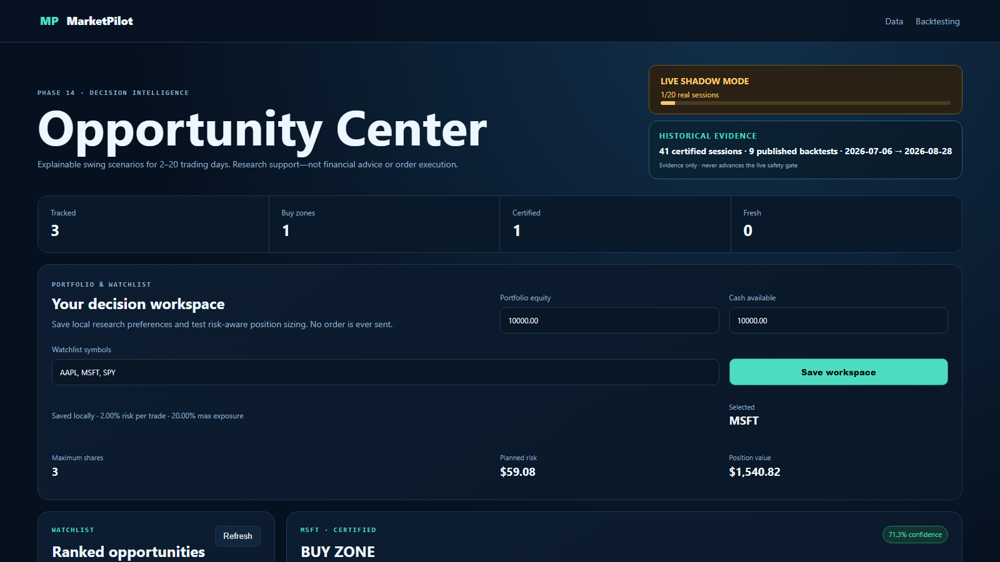 MP MarketPilot
Data Backtesting
PHASE 14 · DECISION INTELLIGENCE
Opportunity Center
Explainable swing scenarios for 2–20 trading days. Research support—not financial advice or order execution.
LIVE SHADOW MODE
1/20 real sessions
HISTORICAL EVIDENCE
41 certified sessions · 9 published backtests · 2026-07-06 → 2026-08-28
Evidence only · never advances the live safety gate
Tracked
3
Buy zones
1
Certified
1
Fresh
0
PORTFOLIO & WATCHLIST
Your decision workspace
Save local research preferences and test risk-aware position sizing. No order is ever sent.
Portfolio equity
10000.00
Cash available
10000.00
Watchlist symbols
AAPL, MSFT, SPY
Save workspace
Saved locally · 2.00% risk per trade · 20.00% max exposure
Selected
MSFT
Maximum shares
3
Planned risk
$59.08
Position value
$1,540.82
WATCHLIST
Ranked opportunities
Refresh
MSFT · CERTIFIED
BUY ZONE
71.3% confidence